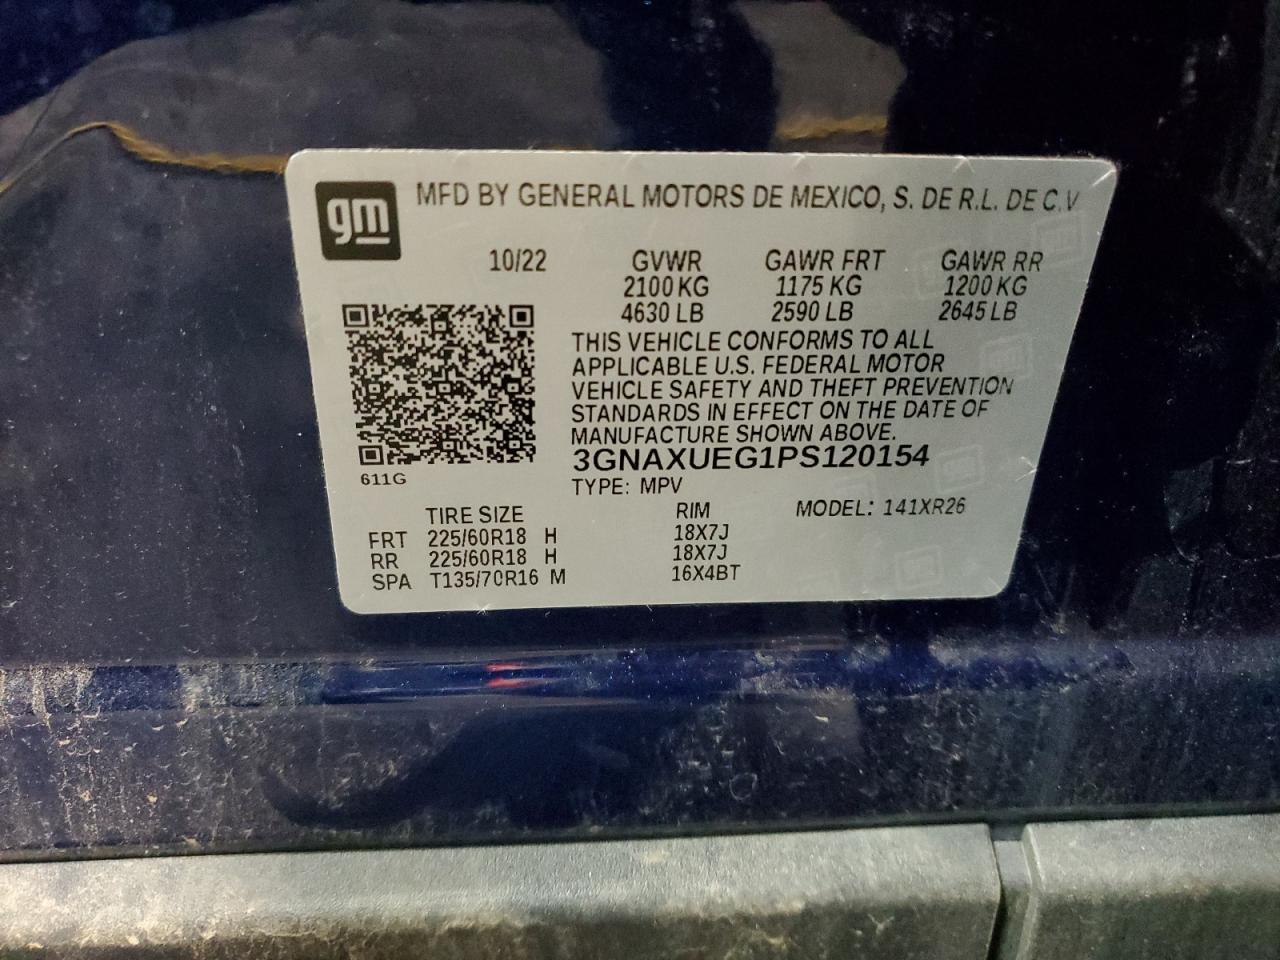 gm
MFD BY GENERAL MOTORS DE MEXICO, S. DE R.L. DE C.V
10/22 GVWR GAWR FRT GAWR RR
2100 KG 1175 KG 1200 KG
4630 LB 2590 LB 2645 LB
THIS VEHICLE CONFORMS TO ALL
APPLICABLE U.S. FEDERAL MOTOR
VEHICLE SAFETY AND THEFT PREVENTION
STANDARDS IN EFFECT ON THE DATE OF
MANUFACTURE SHOWN ABOVE.
3GNAXUEG1PS120154
611G
TYPE: MPV
TIRE SIZE RIM MODEL: 141XR26
FRT 225/60R18 H 18X7J
RR 225/60R18 H 18X7J
SPA T135/70R16 M 16X4BT